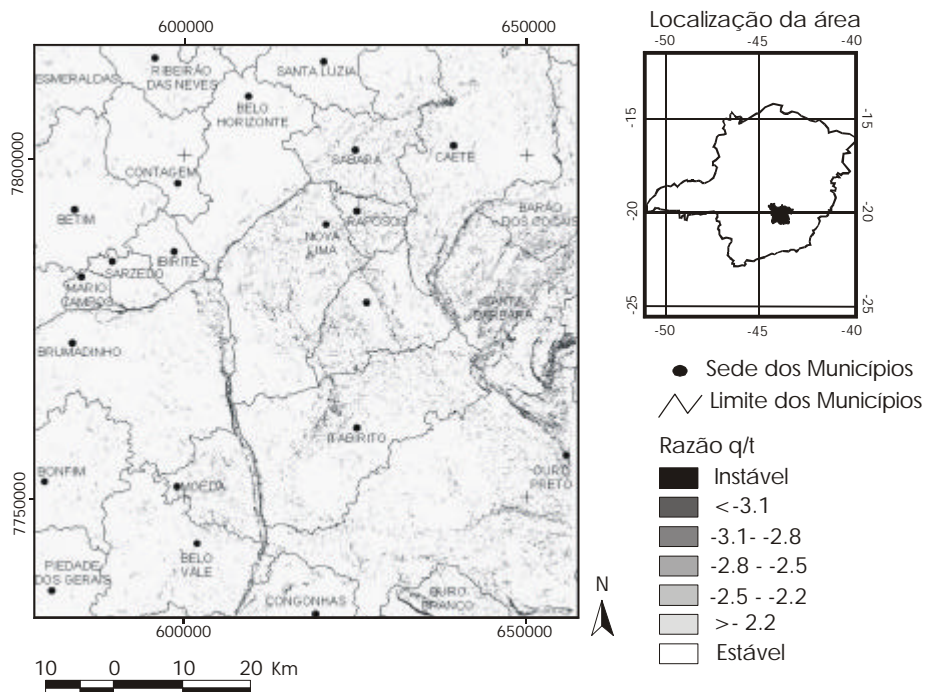 600000
650000
Localização da área
-50
-45
-40
ESMERALDAS
RIBEIRÃO
DAS NEVES
SANTA LUZIA
BELO
HORIZONTE
-15
-15
7800000
SABARÁ
CAETÉ
CONTAGEM
BETIM
RAPOSOS
BARÃO
DOS COCAIS
NOVA
LIMA
-20
-20
IBIRITÉ
SARZEDO
MARIO
CAMPOS
SANTA
BÁRBARA
-25
-25
-50
-45
-40
BRUMADINHO
Sede dos Municípios
Limite dos Municípios
ITABIRITO
Razão q/t
BONFIM
MOEDA
OURO
PRETO
Instável
7750000
<-3.1
-3.1- -2.8
BELO
VALE
-2.8 - -2.5
PIEDADE
DOS GERAIS
CONGONHAS
OURO
BRANCO
N
-2.5 - -2.2
>- 2.2
Estável
600000
650000
10 0 10 20 Km